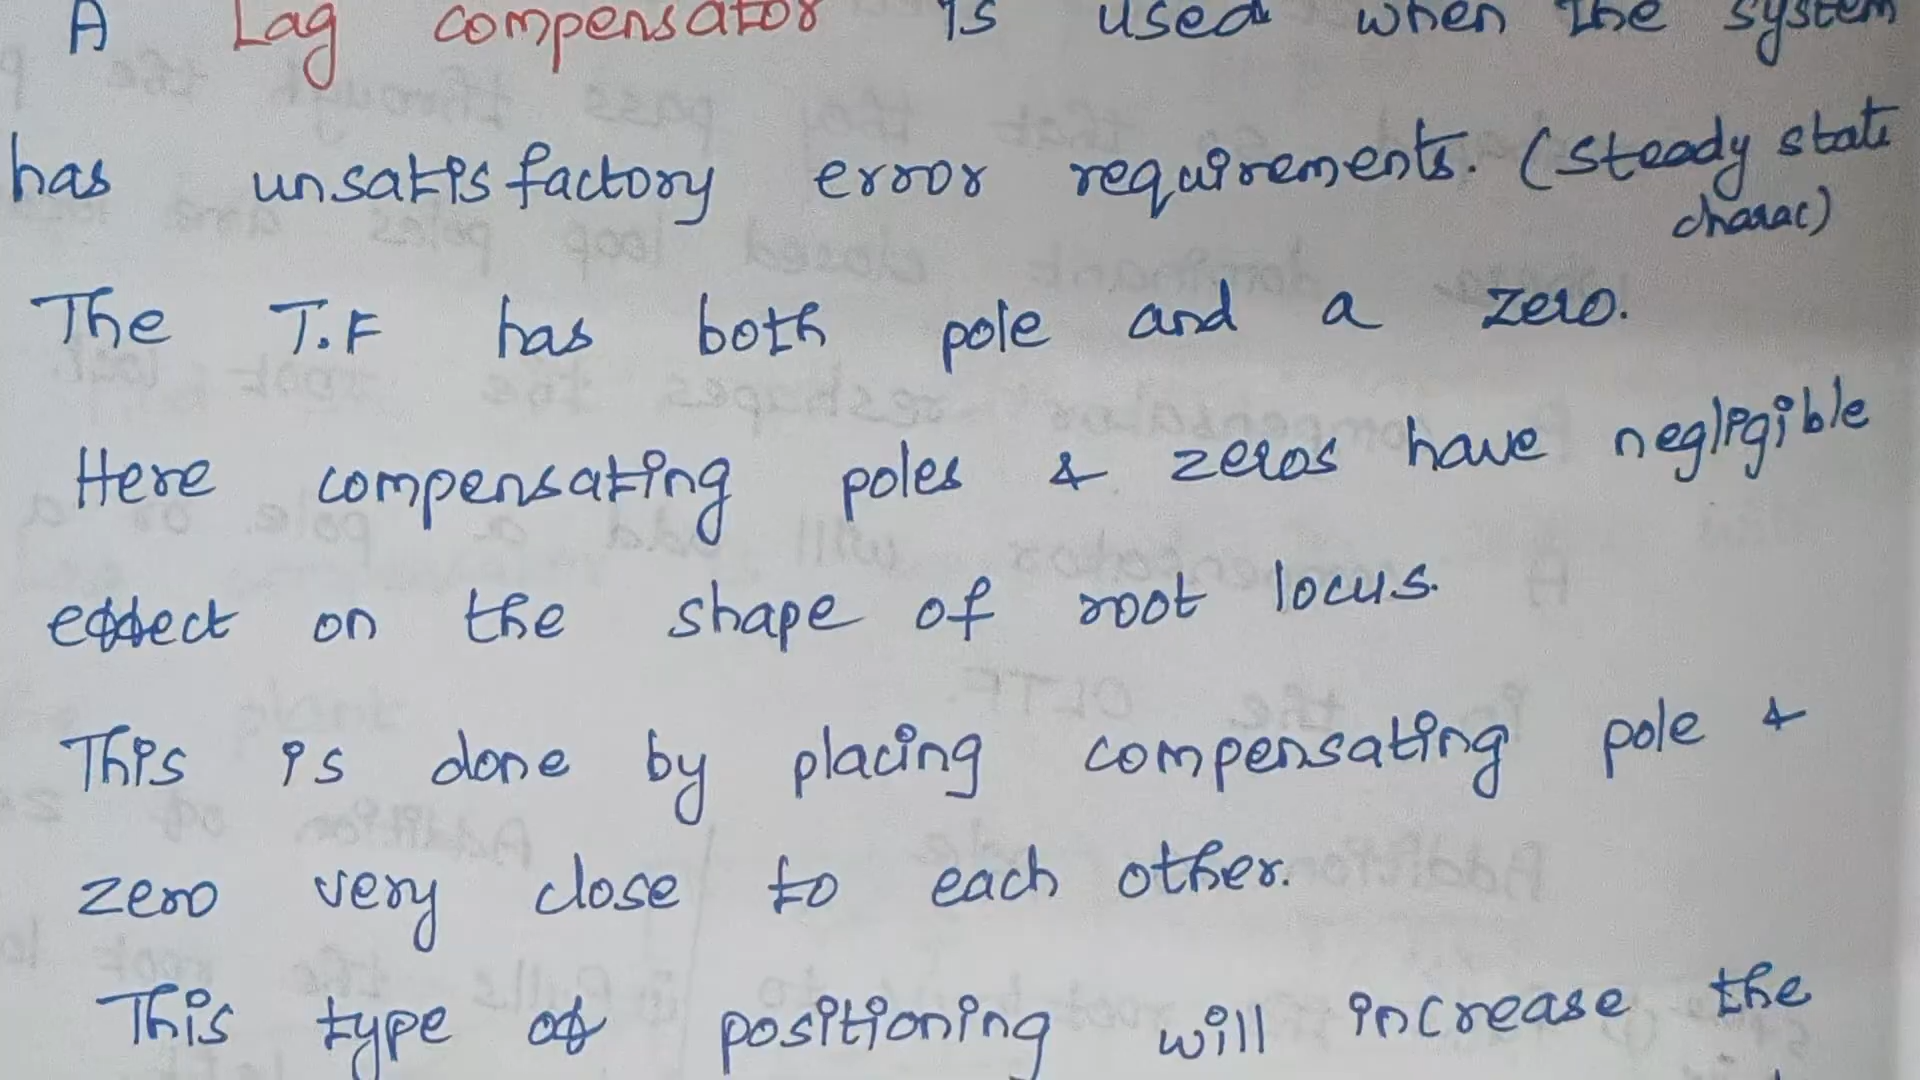 A Lag compensator is used when the system
has unsatisfactory error requirements. (steady state
charac)
The T.F has both pole and a zero.
Here compensating poles & zeros have negligible
effect on the shape of root locus.
This is done by placing compensating pole &
zero very close to each other.
This type of positioning will increase the